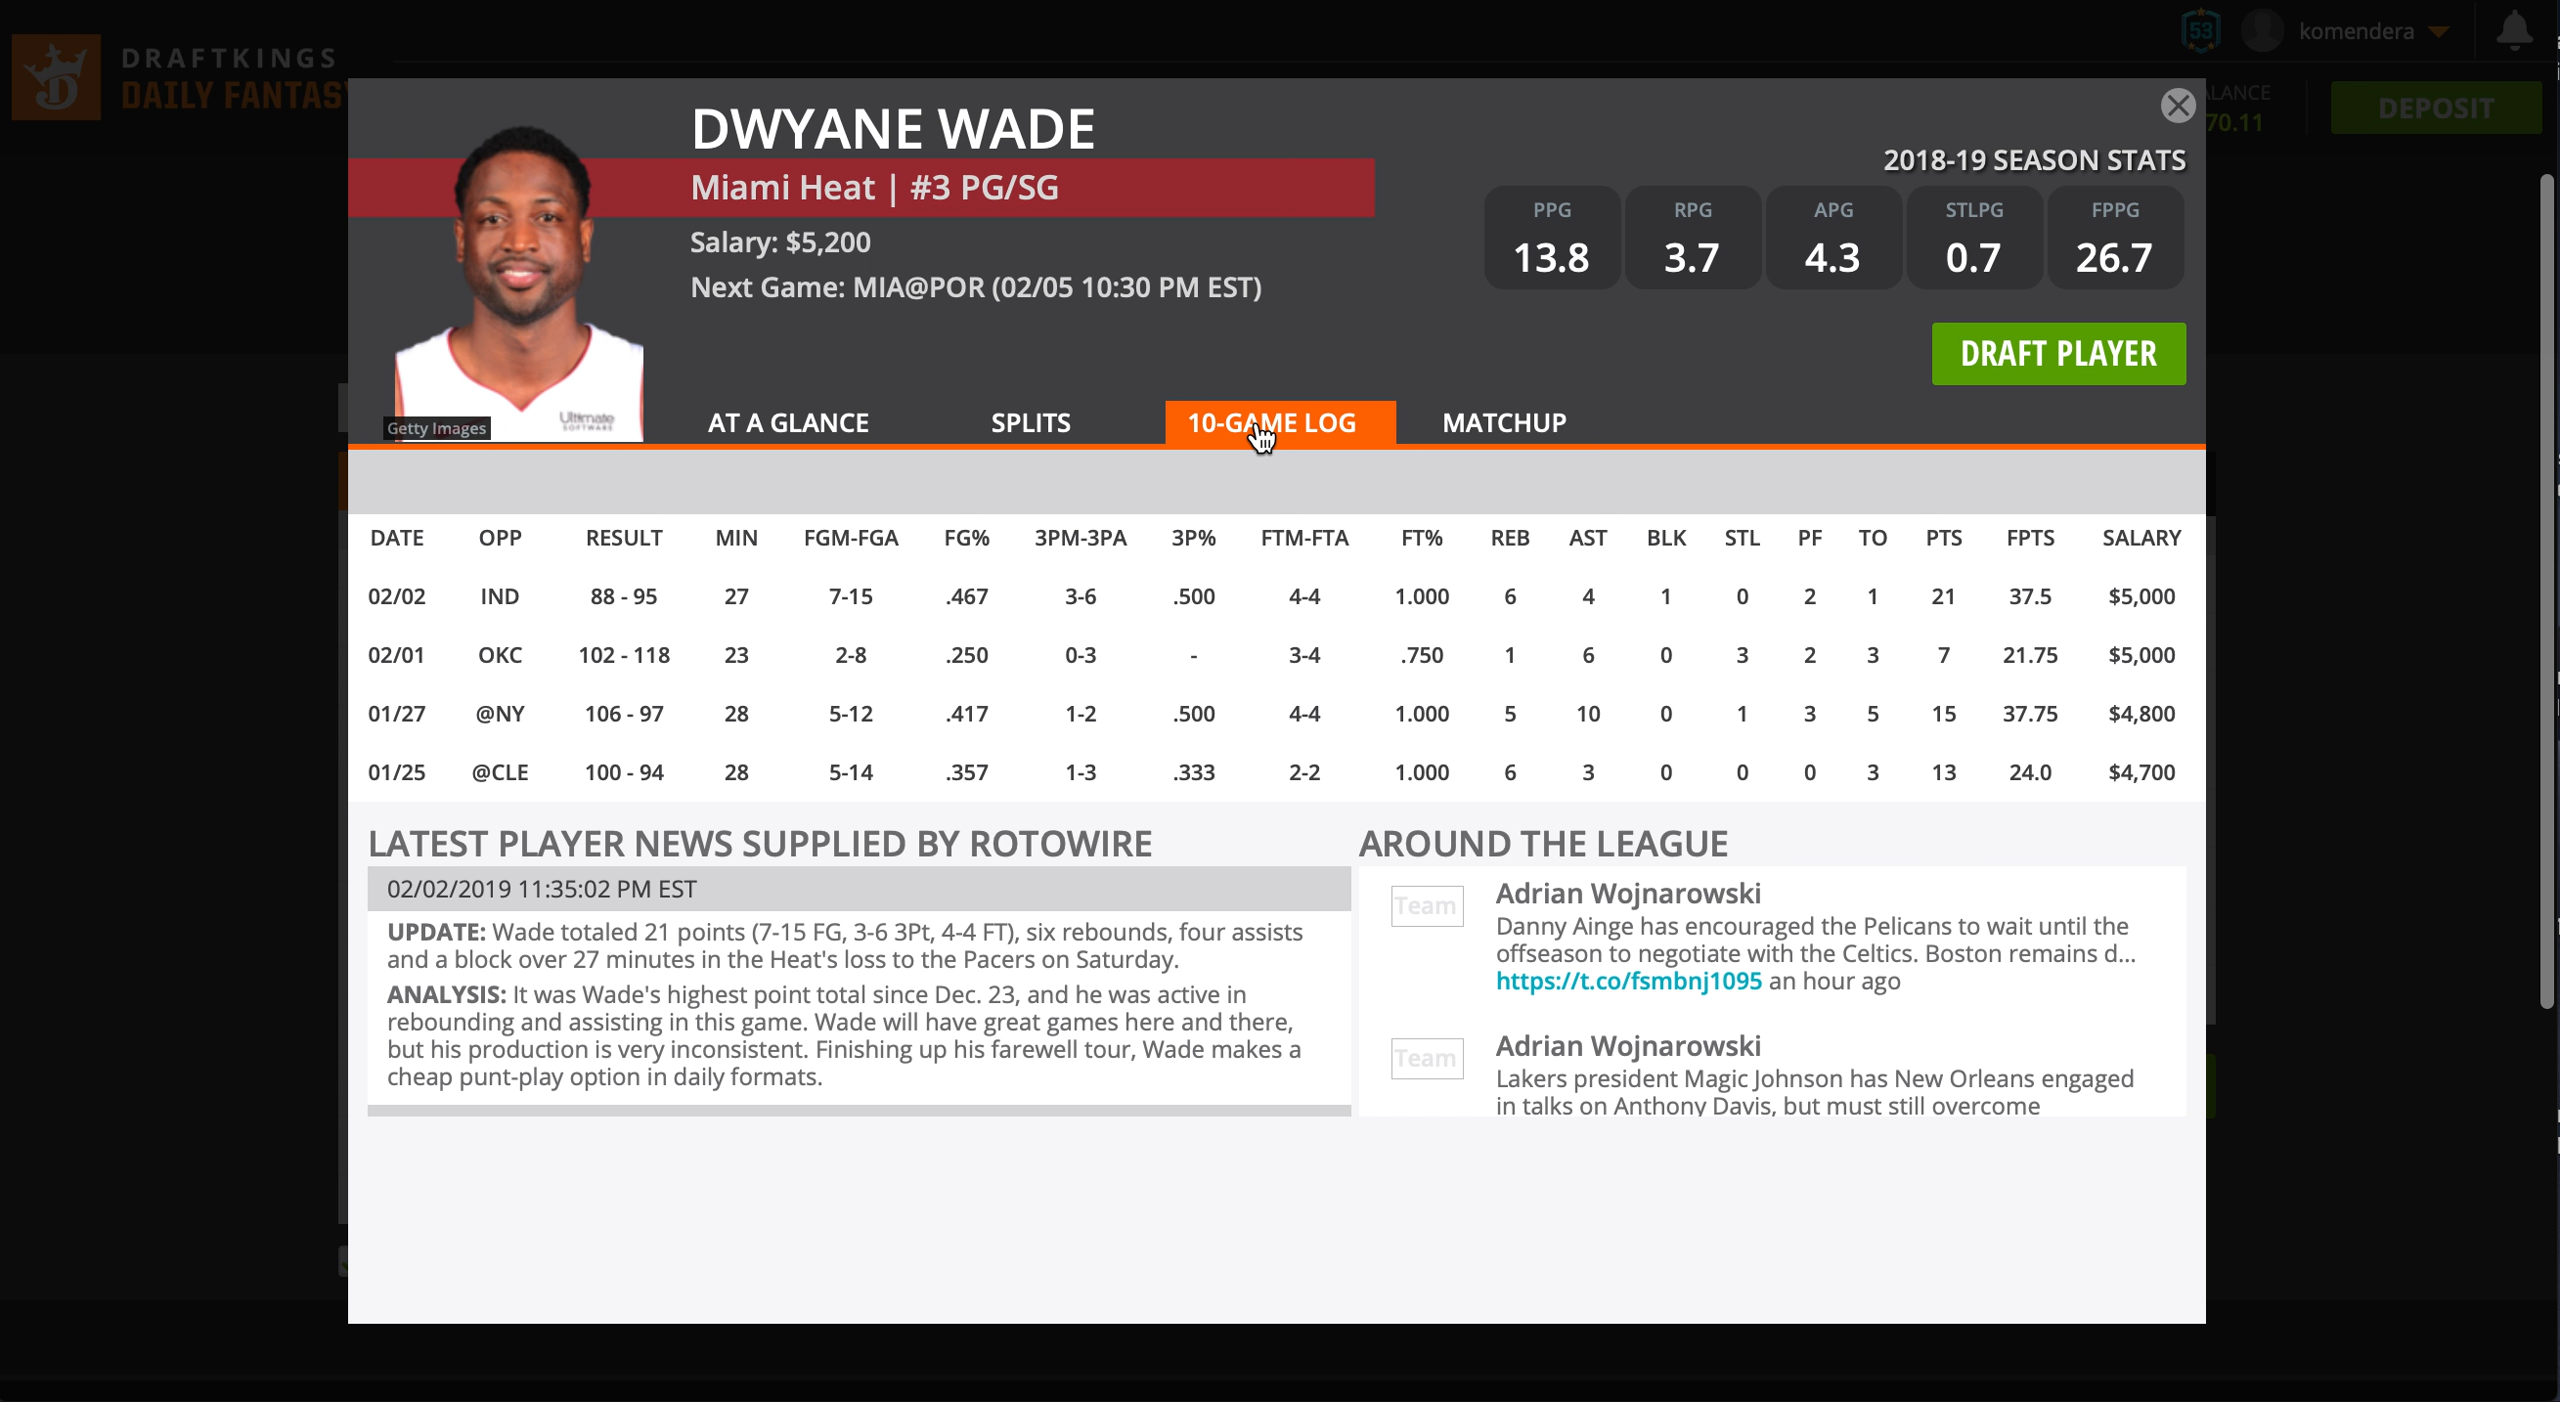 DRAFTKINGS
DAILY FANTAS
53
komendera
ALANCE
70.11
DEPOSIT
DWYANE WADE
Miami Heat | #3 PG/SG
Salary: $5,200
Next Game: MIA@POR (02/05 10:30 PM EST)
2018-19 SEASON STATS
PPG RPG APG STLPG FPPG
13.8 3.7 4.3 0.7 26.7
DRAFT PLAYER
Ultimate
SOFTWARE
Getty Images
AT A GLANCE SPLITS 10-GAME LOG MATCHUP
DATE OPP RESULT MIN FGM-FGA FG% 3PM-3PA 3P% FTM-FTA FT% REB AST BLK STL PF TO PTS FPTS SALARY
02/02 IND 88 - 95 27 7-15 .467 3-6 .500 4-4 1.000 6 4 1 0 2 1 21 37.5 $5,000
02/01 OKC 102 - 118 23 2-8 .250 0-3 - 3-4 .750 1 6 0 3 2 3 7 21.75 $5,000
01/27 @NY 106 - 97 28 5-12 .417 1-2 .500 4-4 1.000 5 10 0 1 3 5 15 37.75 $4,800
01/25 @CLE 100 - 94 28 5-14 .357 1-3 .333 2-2 1.000 6 3 0 0 0 3 13 24.0 $4,700
LATEST PLAYER NEWS SUPPLIED BY ROTOWIRE
02/02/2019 11:35:02 PM EST
UPDATE: Wade totaled 21 points (7-15 FG, 3-6 3Pt, 4-4 FT), six rebounds, four assists
and a block over 27 minutes in the Heat's loss to the Pacers on Saturday.
ANALYSIS: It was Wade's highest point total since Dec. 23, and he was active in
rebounding and assisting in this game. Wade will have great games here and there,
but his production is very inconsistent. Finishing up his farewell tour, Wade makes a
cheap punt-play option in daily formats.
AROUND THE LEAGUE
Team
Adrian Wojnarowski
Danny Ainge has encouraged the Pelicans to wait until the
offseason to negotiate with the Celtics. Boston remains d...
https://t.co/fsmbnj1095 an hour ago
Team
Adrian Wojnarowski
Lakers president Magic Johnson has New Orleans engaged
in talks on Anthony Davis, but must still overcome